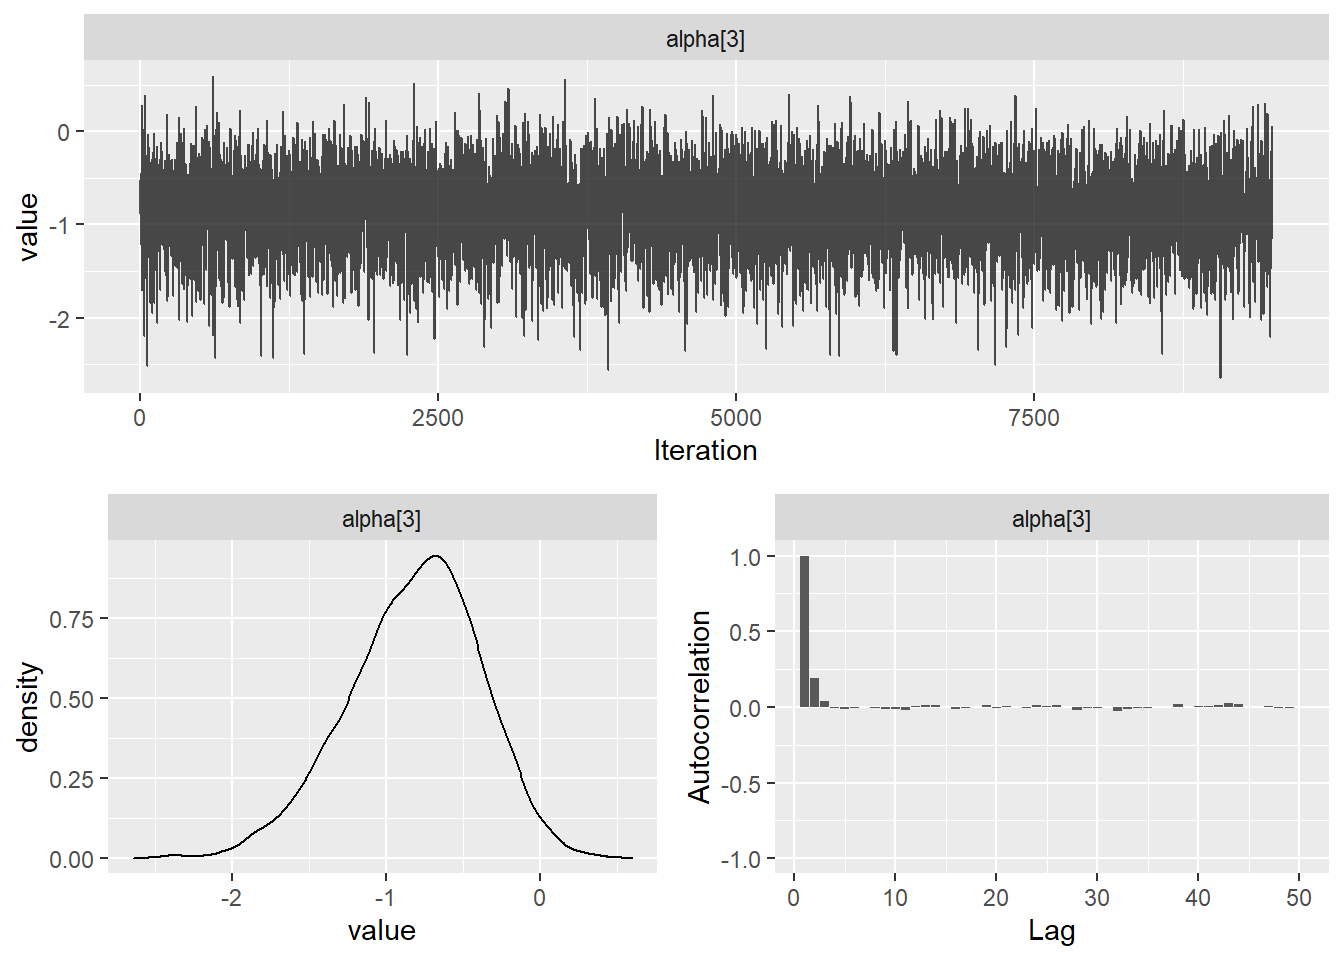 alpha[3]
value
0
-1
-2
0 2500 5000 7500
Iteration
alpha[3]
density
0.75
0.50
0.25
0.00
-2 -1 0
value
alpha[3]
Autocorrelation
1.0
0.5
0.0
-0.5
-1.0
0 10 20 30 40 50
Lag